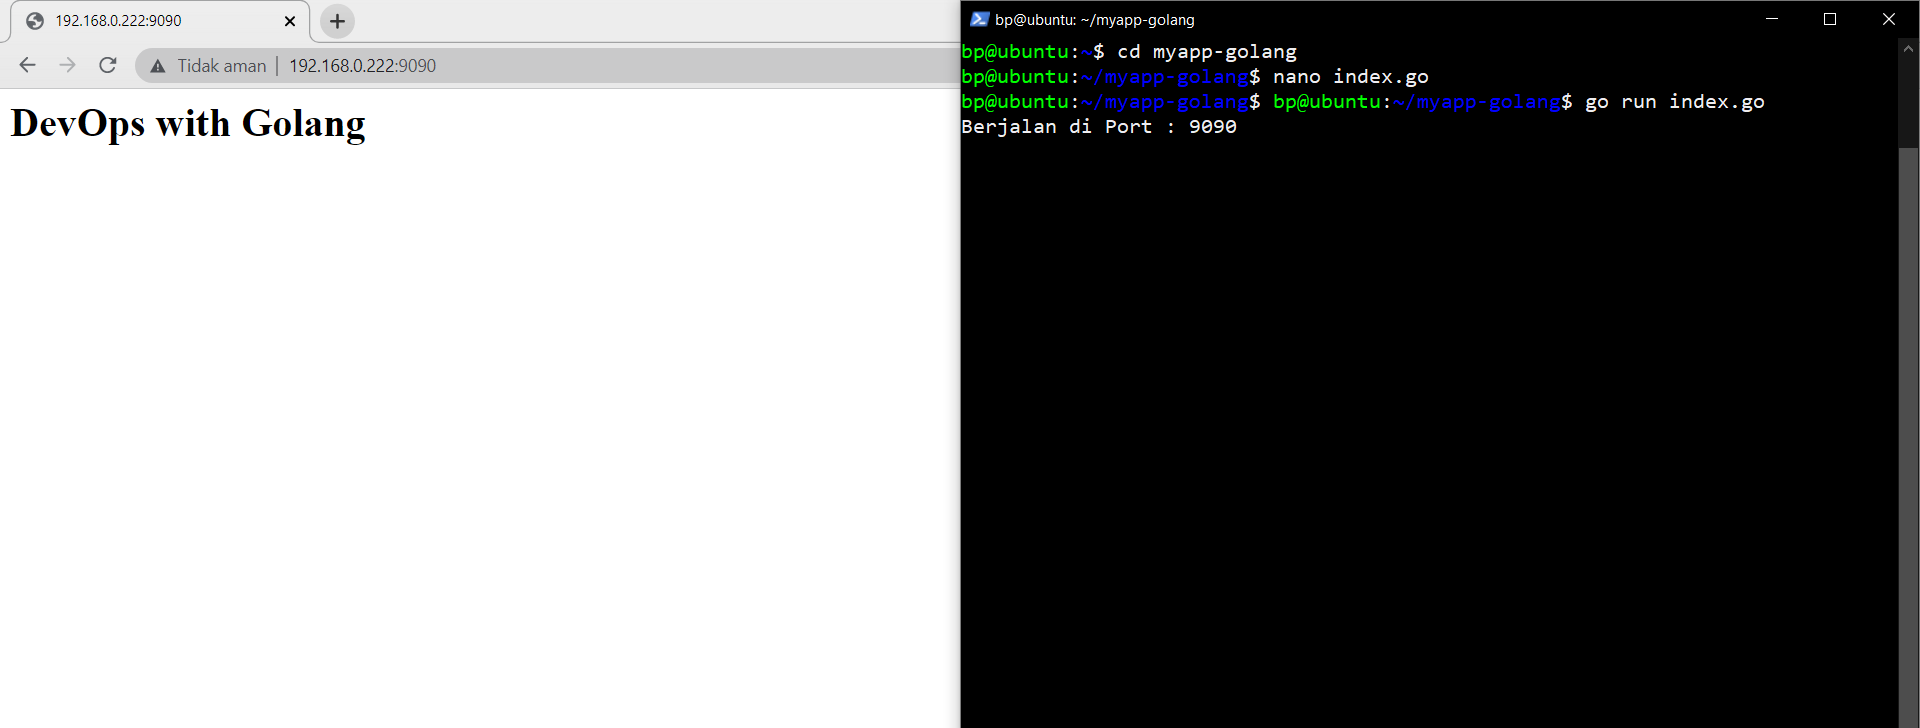 192.168.0.222:9090
Tidak aman | 192.168.0.222:9090
DevOps with Golang
bp@ubuntu: ~/myapp-golang
bp@ubuntu:~$ cd myapp-golang
bp@ubuntu:~/myapp-golang$ nano index.go
bp@ubuntu:~/myapp-golang$ bp@ubuntu:~/myapp-golang$ go run index.go
Berjalan di Port : 9090